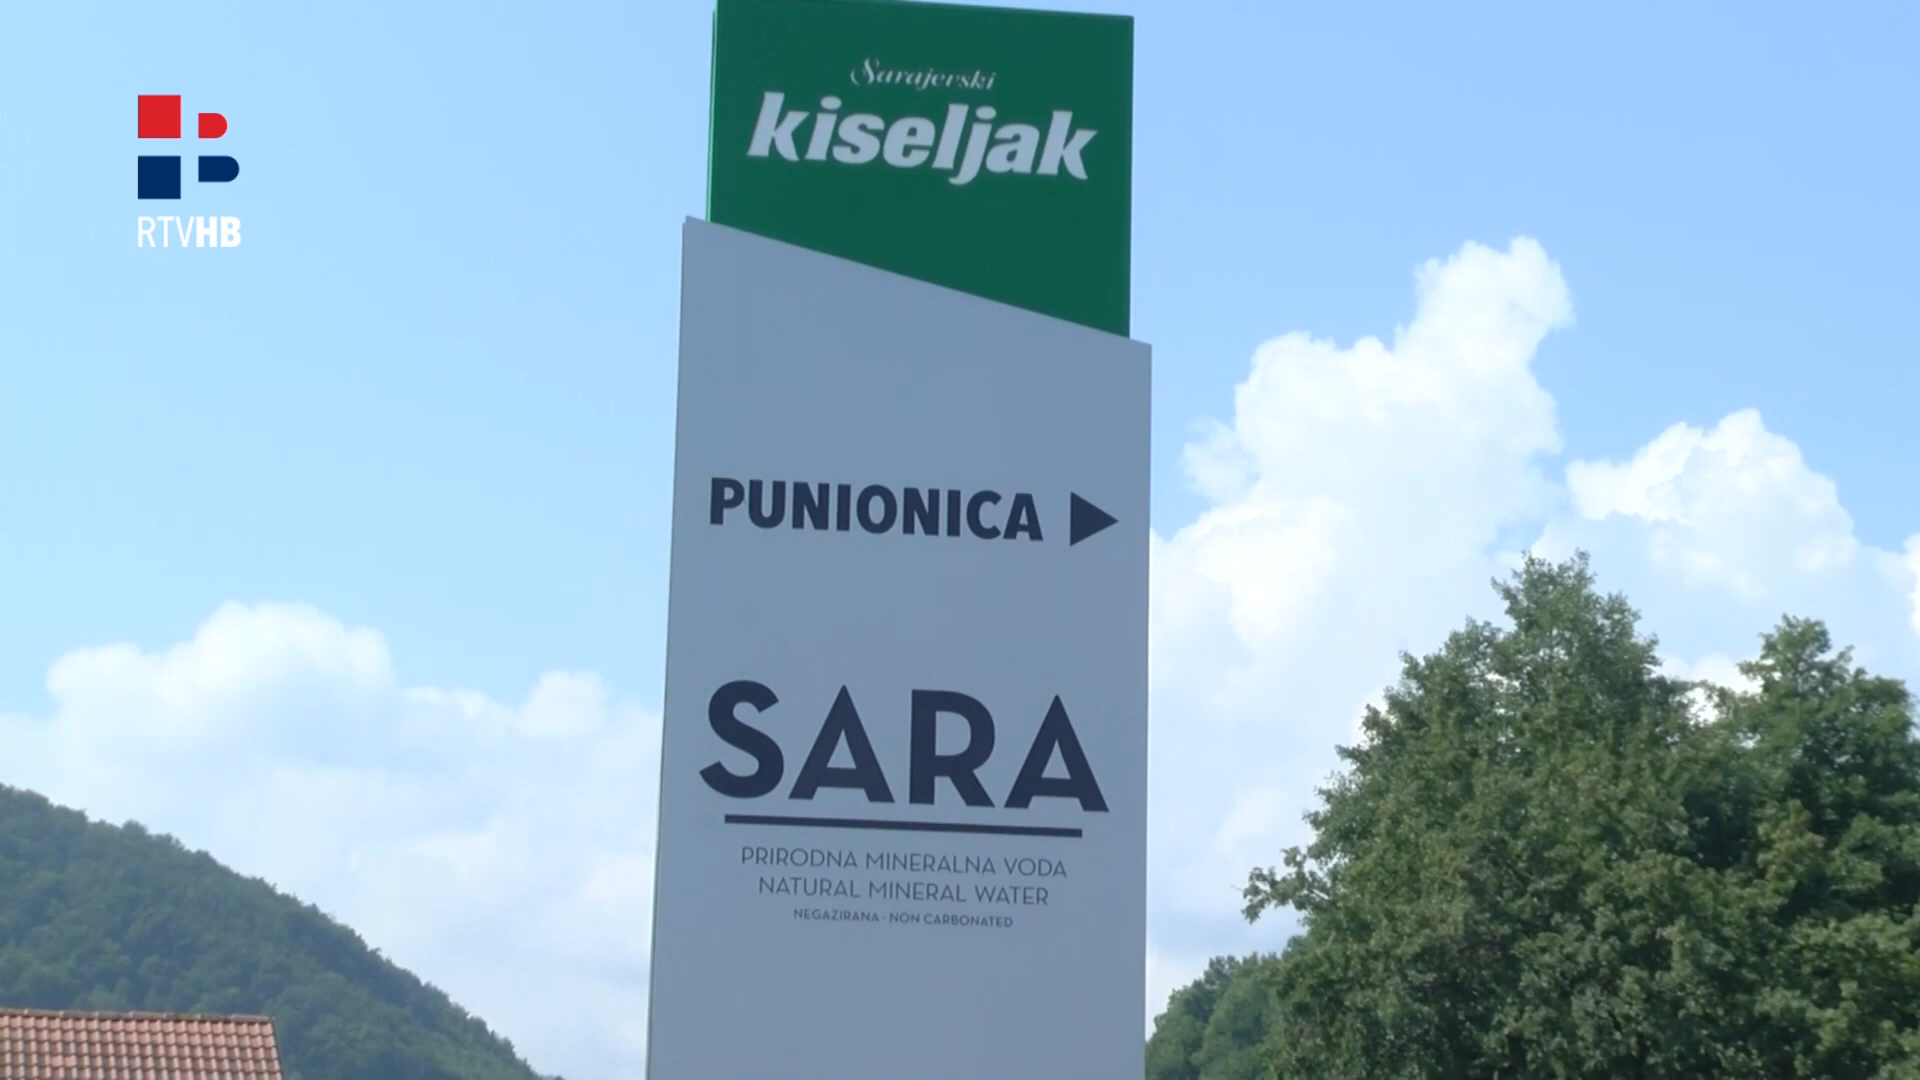 Sarajevski
kiseljak
RTVHB
PUNIONICA
SARA
PRIRODNA MINERALNA VODA
NATURAL MINERAL WATER
NEGAZIRANA · NON CARBONATED